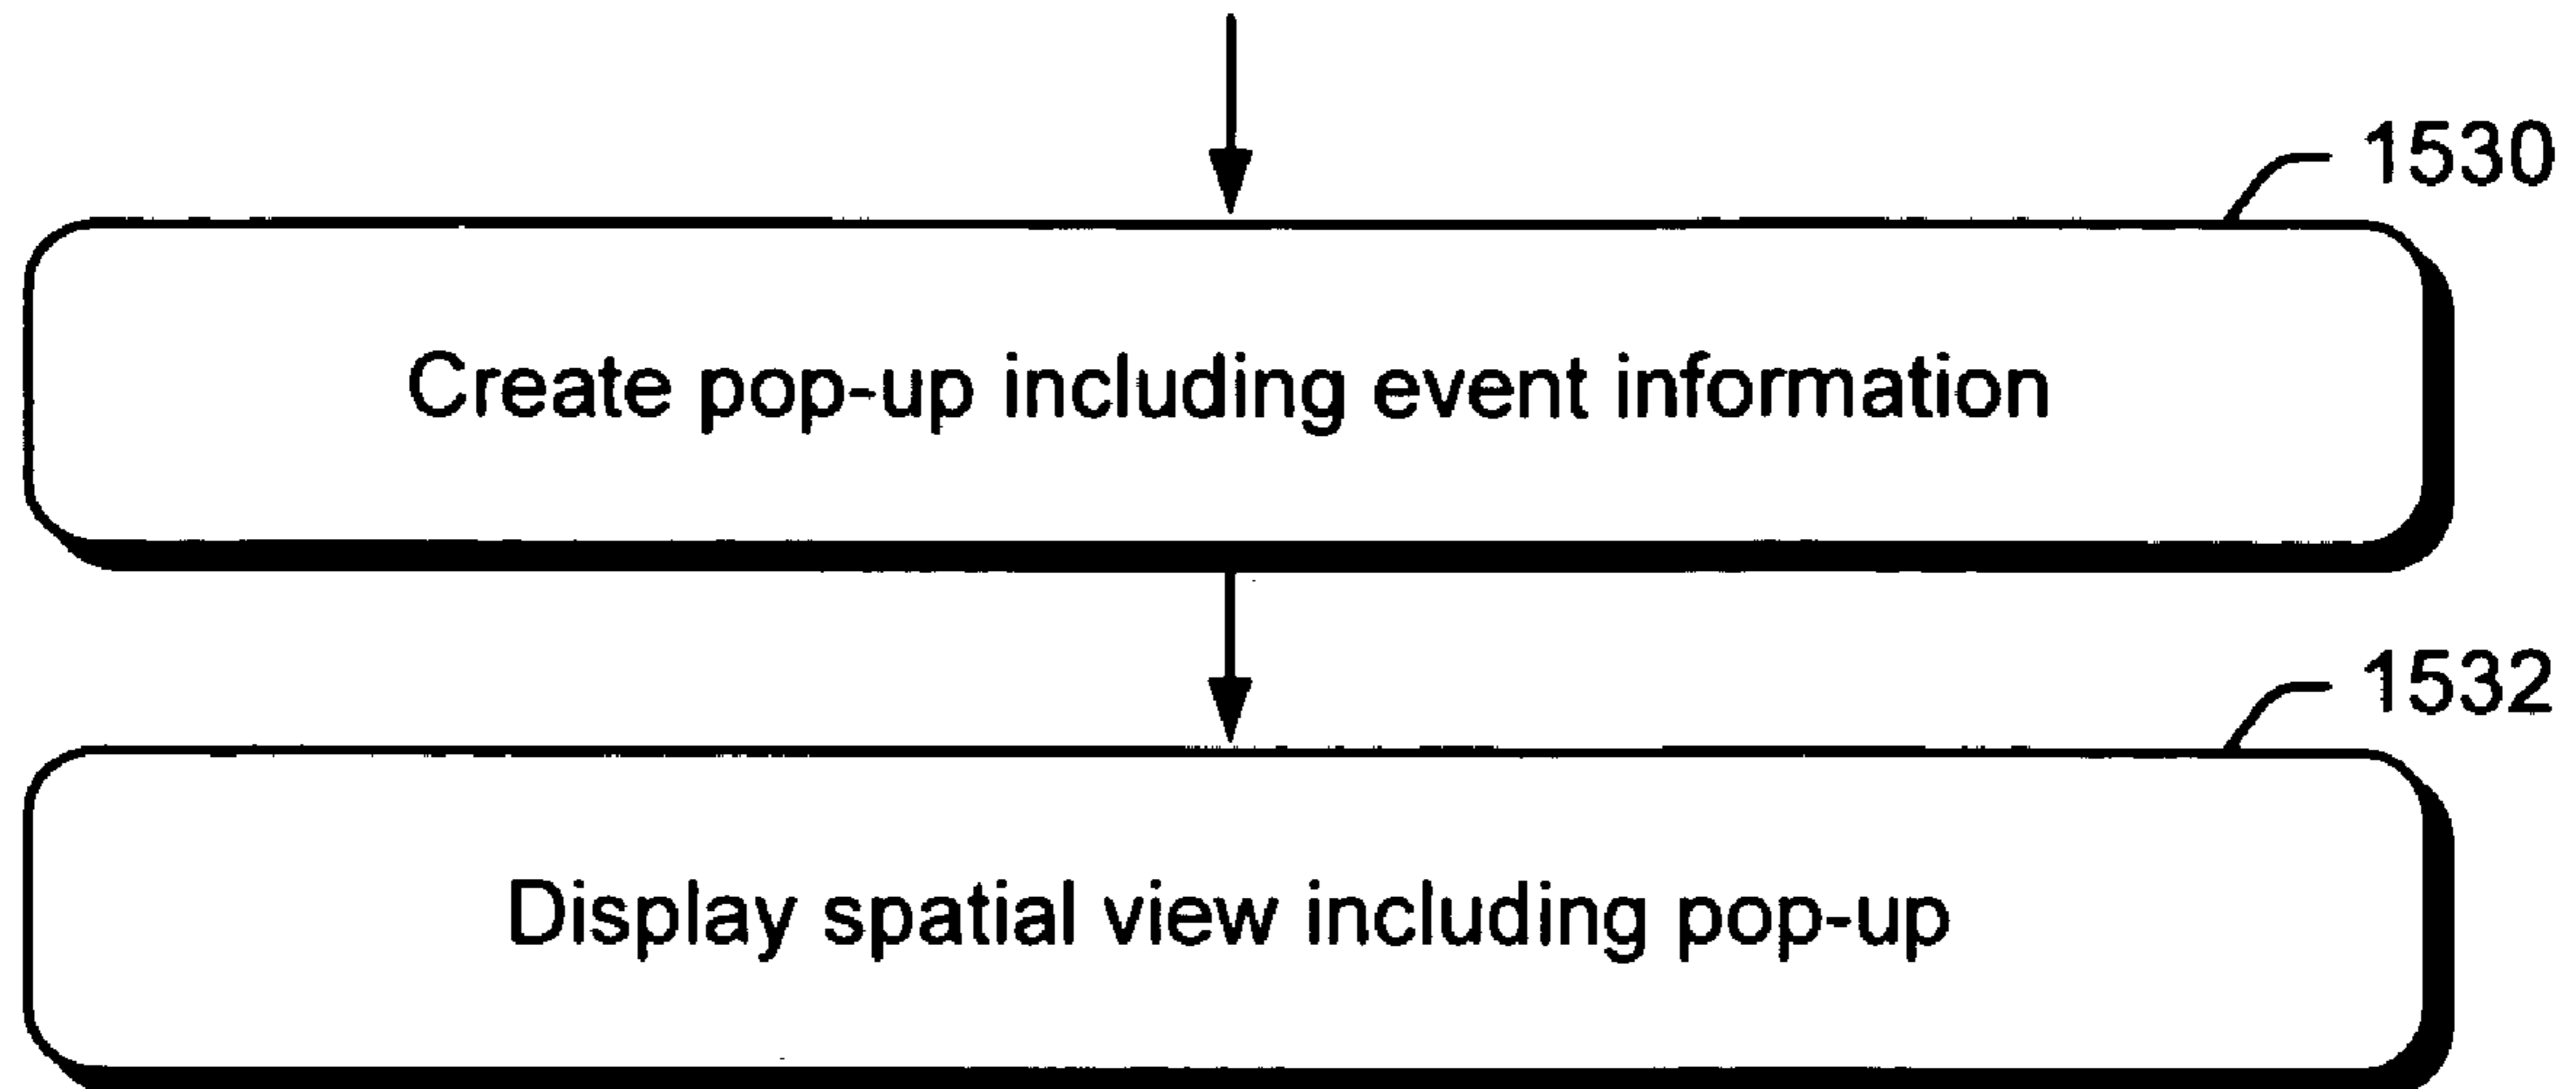 1530
Create pop-up including event information
1532
Display spatial view including pop-up